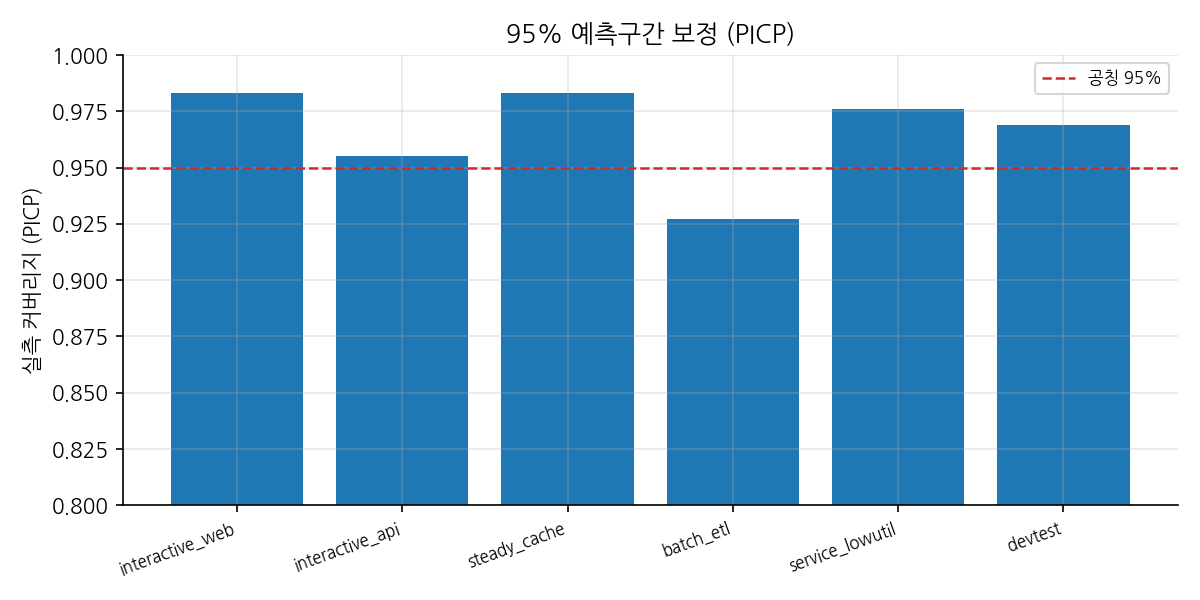 95% 예측구간 보정 (PICP)
공칭 95%
실측 커버리지 (PICP)
1.000
0.975
0.950
0.925
0.900
0.875
0.850
0.825
0.800
interactive_web
interactive_api
steady_cache
batch_etl
service_lowutil
devtest